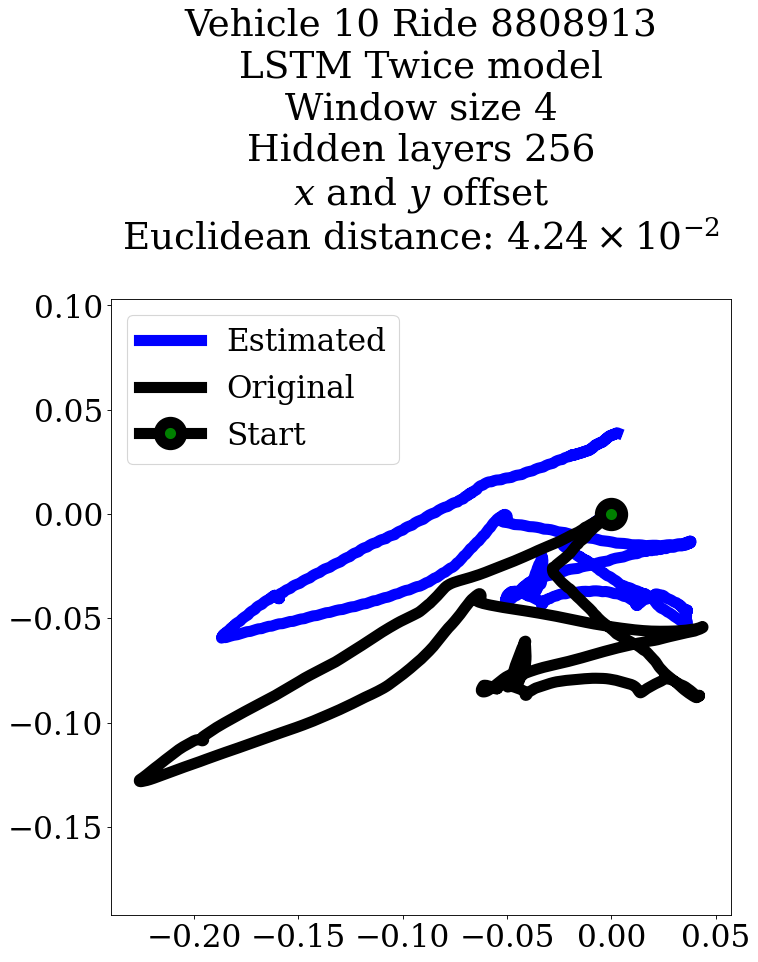 Vehicle 10 Ride 8808913
LSTM Twice model
Window size 4
Hidden layers 256
x and y offset
Euclidean distance: 4.24 × 10⁻²
Estimated
Original
Start
0.10
0.05
0.00
−0.05
−0.10
−0.15
−0.20 −0.15 −0.10 −0.05 0.00 0.05